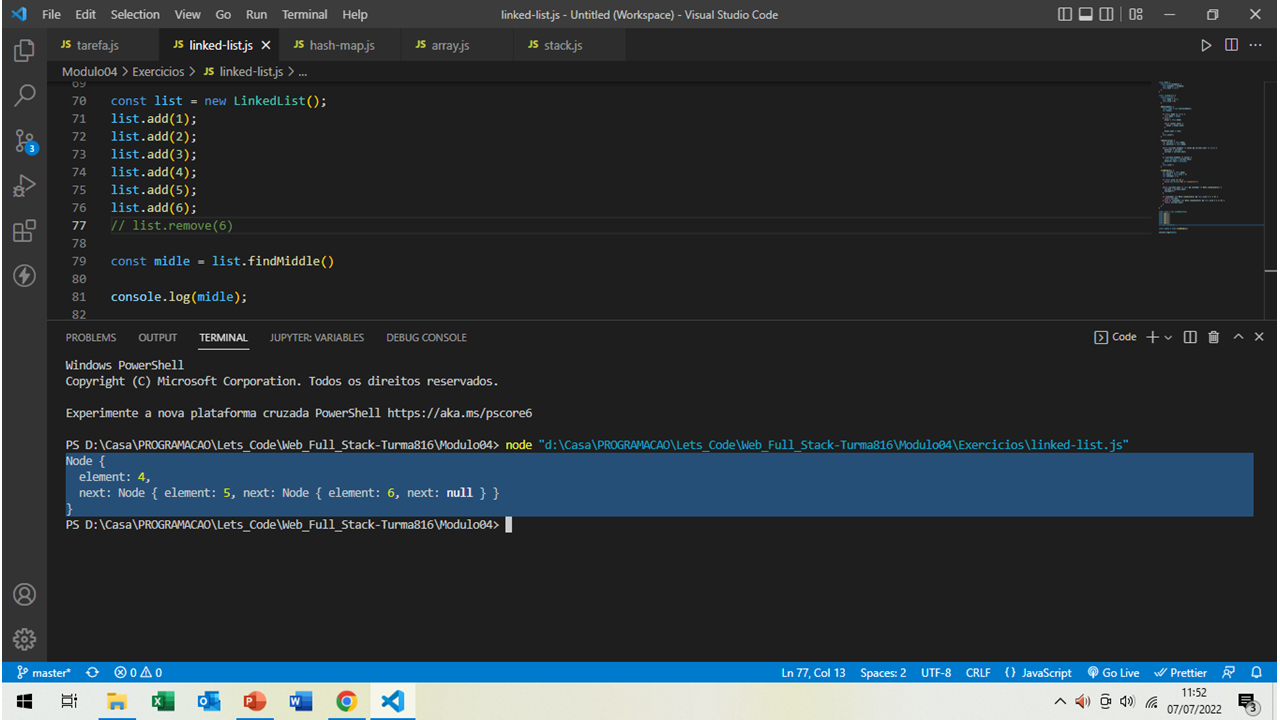 File Edit Selection View Go Run Terminal Help linked-list.js - Untitled (Workspace) - Visual Studio Code
JS tarefa.js JS linked-list.js JS hash-map.js JS array.js JS stack.js
Modulo04 > Exercicios > JS linked-list.js > ...
69
70 const list = new LinkedList();
71 list.add(1);
72 list.add(2);
73 list.add(3);
74 list.add(4);
75 list.add(5);
76 list.add(6);
77 // list.remove(6)
78
79 const midle = list.findMiddle()
80
81 console.log(midle);
82
3
PROBLEMS OUTPUT TERMINAL JUPYTER: VARIABLES DEBUG CONSOLE Code
Windows PowerShell
Copyright (C) Microsoft Corporation. Todos os direitos reservados.
Experimente a nova plataforma cruzada PowerShell https://aka.ms/pscore6
PS D:\Casa\PROGRAMACAO\Lets_Code\Web_Full_Stack-Turma816\Modulo04> node "d:\Casa\PROGRAMACAO\Lets_Code\Web_Full_Stack-Turma816\Modulo04\Exercicios\linked-list.js"
Node {
element: 4,
next: Node { element: 5, next: Node { element: 6, next: null } }
}
PS D:\Casa\PROGRAMACAO\Lets_Code\Web_Full_Stack-Turma816\Modulo04>
master* 0 0 Ln 77, Col 13 Spaces: 2 UTF-8 CRLF {} JavaScript Go Live Prettier
11:52
07/07/2022
3